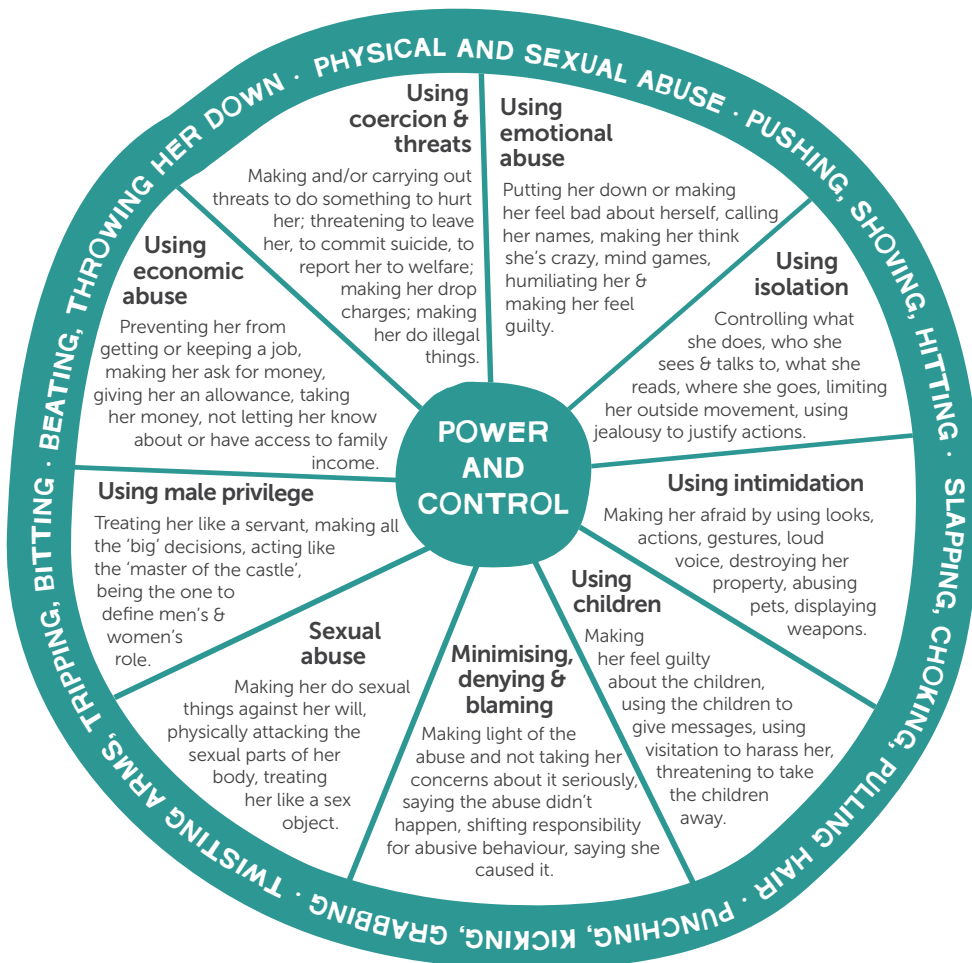 PHYSICAL AND SEXUAL ABUSE · PUSHING, SHOVING, HITTING · SLAPPING, CHOKING, PULLING HAIR · PUNCHING, KICKING, GRABBING · TWISTING ARMS, TRIPPING, BITTING · BEATING, THROWING HER DOWN ·
Using
coercion &
threats
Making and/or carrying out
threats to do something to hurt
her; threatening to leave
her, to commit suicide, to
report her to welfare;
making her drop
charges; making
her do illegal
things.
Using
emotional
abuse
Putting her down or making
her feel bad about herself, calling
her names, making her think
she's crazy, mind games,
humiliating her &
making her feel
guilty.
Using
isolation
Controlling what
she does, who she
sees & talks to, what she
reads, where she goes, limiting
her outside movement, using
jealousy to justify actions.
Using intimidation
Making her afraid by using looks,
actions, gestures, loud
voice, destroying her
property, abusing
pets, displaying
weapons.
Using
children
Making
her feel guilty
about the children,
using the children to
give messages, using
visitation to harass her,
threatening to take
the children
away.
Minimising,
denying &
blaming
Making light of the
abuse and not taking her
concerns about it seriously,
saying the abuse didn't
happen, shifting responsibility
for abusive behaviour, saying she
caused it.
Sexual
abuse
Making her do sexual
things against her will,
physically attacking the
sexual parts of her
body, treating
her like a sex
object.
Using male privilege
Treating her like a servant, making all
the 'big' decisions, acting like
the 'master of the castle',
being the one to
define men's &
women's
role.
Using
economic
abuse
Preventing her from
getting or keeping a job,
making her ask for money,
giving her an allowance, taking
her money, not letting her know
about or have access to family
income.
POWER
AND
CONTROL